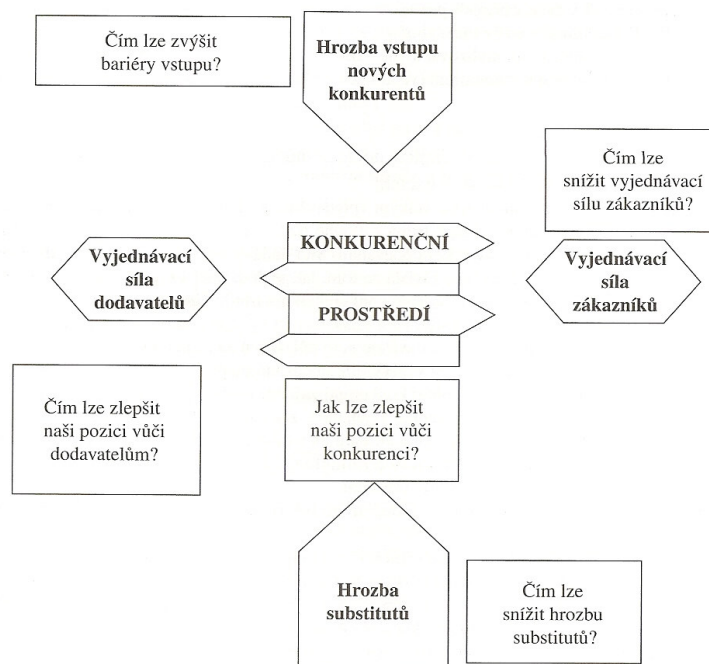 Čím lze zvýšit
bariéry vstupu?
Hrozba vstupu
nových
konkurentů
Čím lze
snížit vyjednávací
sílu zákazníků?
Vyjednávací
síla
dodavatelů
KONKURENČNÍ
PROSTŘEDÍ
Vyjednávací
síla
zákazníků
Čím lze zlepšit
naši pozici vůči
dodavatelům?
Jak lze zlepšit
naši pozici vůči
konkurenci?
Hrozba
substitutů
Čím lze
snížit hrozbu
substitutů?